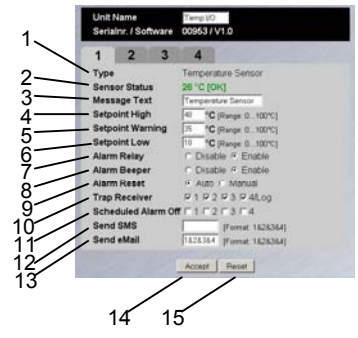 Unit Name Temp I/O
Serialnr. / Software 00953 / V1.0
1 2 3 4
1 Type Temperature Sensor
2 Sensor Status 26 °C [OK]
3 Message Text Temperature Sensor
4 Setpoint High 40 °C [Range: 0...100°C]
5 Setpoint Warning 35 °C [Range: 0...100°C]
6 Setpoint Low 10 °C [Range: 0...100°C]
7 Alarm Relay Disable Enable
8 Alarm Beeper Disable Enable
9 Alarm Reset Auto Manual
10 Trap Receiver 1 2 3 4/Log
11 Scheduled Alarm Off 1 2 3 4
12 Send SMS [Format: 1&2&3&4]
13 Send eMail 1&2&3&4 [Format: 1&2&3&4]
Accept Reset
14 15